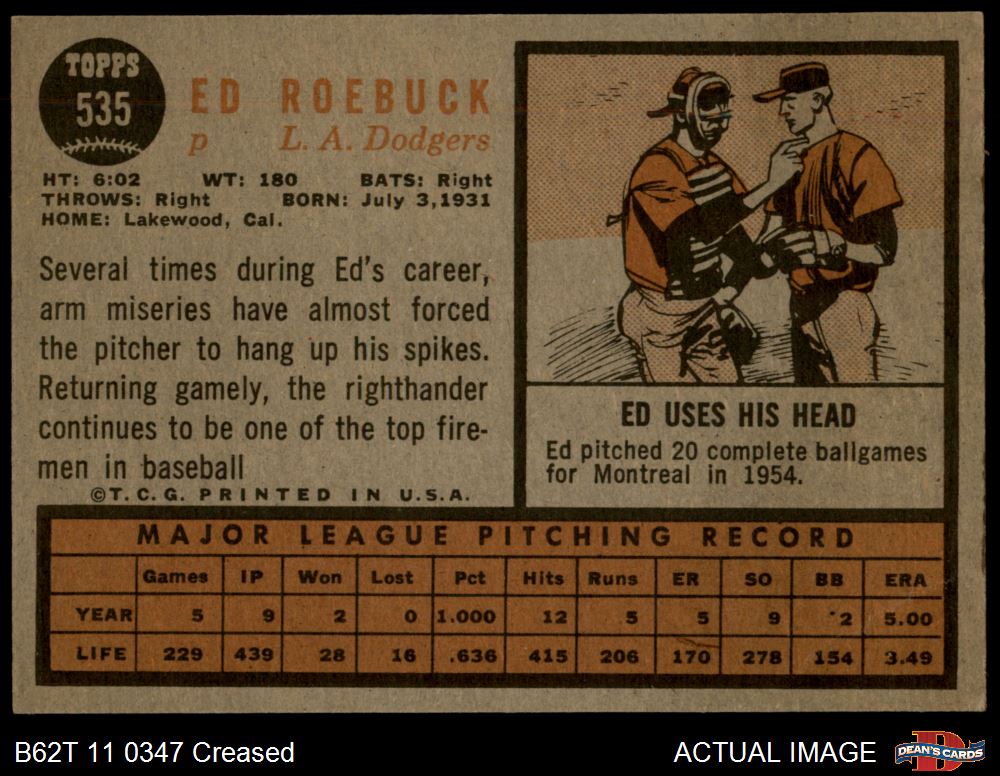 TOPPS
535
ED ROEBUCK
p L. A. Dodgers
HT: 6:02 WT: 180 BATS: Right
THROWS: Right BORN: July 3,1931
HOME: Lakewood, Cal.
Several times during Ed's career,
arm miseries have almost forced
the pitcher to hang up his spikes.
Returning gamely, the righthander
continues to be one of the top fire-
men in baseball
©T.C.G. PRINTED IN U.S.A.
ED USES HIS HEAD
Ed pitched 20 complete ballgames
for Montreal in 1954.
MAJOR LEAGUE PITCHING RECORD
Games IP Won Lost Pct Hits Runs ER SO BB ERA
YEAR 5 9 2 0 1.000 12 5 5 9 2 5.00
LIFE 229 439 28 16 .636 415 206 170 278 154 3.49
B62T 11 0347 Creased
ACTUAL IMAGE
D
DEAN'S CARDS